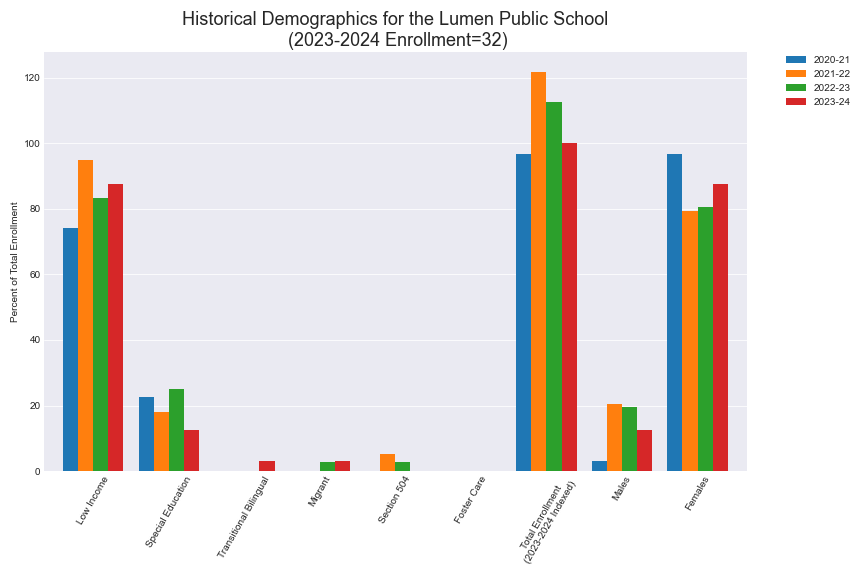 Historical Demographics for the Lumen Public School
(2023-2024 Enrollment=32)
2020-21
2021-22
2022-23
2023-24
Percent of Total Enrollment
120
100
80
60
40
20
0
Low Income
Special Education
Transitional Bilingual
Migrant
Section 504
Foster Care
Total Enrollment
(2023-2024 Indexed)
Males
Females